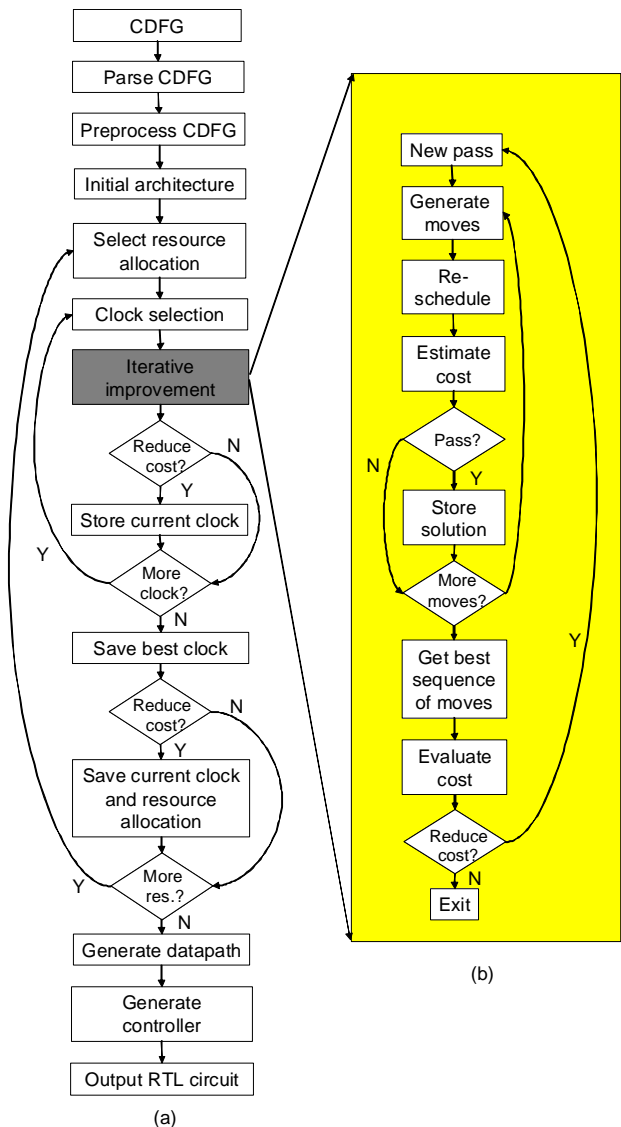 CDFG
Parse CDFG
Preprocess CDFG
Initial architecture
Select resource
allocation
Clock selection
Iterative
improvement
Reduce
cost?
N
Y
Store current clock
Y
More
clock?
N
Save best clock
Reduce
cost?
N
Y
Save current clock
and resource
allocation
Y
More
res.?
N
Generate datapath
Generate
controller
Output RTL circuit
(a)
New pass
Generate
moves
Re-
schedule
Estimate
cost
Pass?
N
Y
Store
solution
More
moves?
Y
Get best
sequence
of moves
Evaluate
cost
Reduce
cost?
N
Exit
(b)